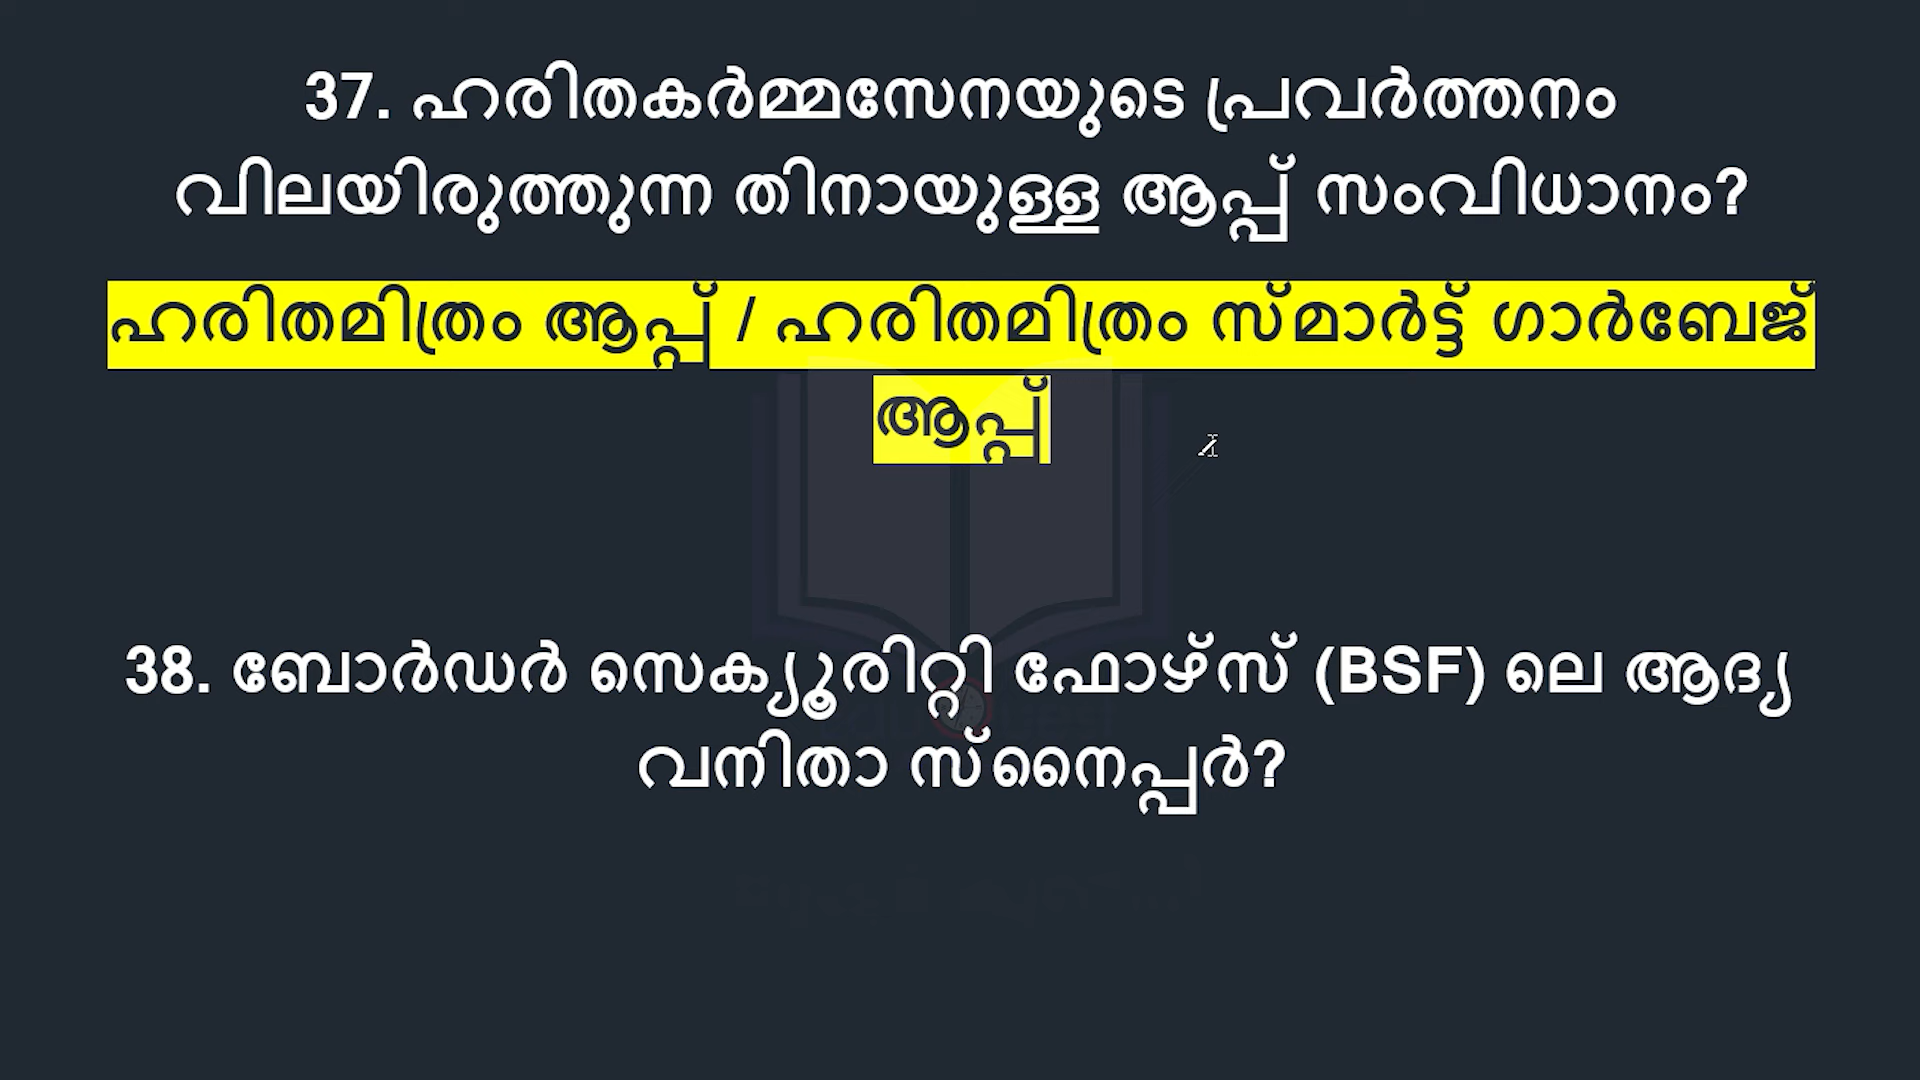 37. ഹരിതകർമ്മസേനയുടെ പ്രവർത്തനം
വിലയിരുത്തുന്ന തിനായുള്ള ആപ്പ് സംവിധാനം?
ഹരിതമിത്രം ആപ്പ് / ഹരിതമിത്രം സ്മാർട്ട് ഗാർബേജ്
ആപ്പ്
38. ബോർഡർ സെക്യൂരിറ്റി ഫോഴ്സ് (BSF) ലെ ആദ്യ
വനിതാ സ്നൈപ്പർ?